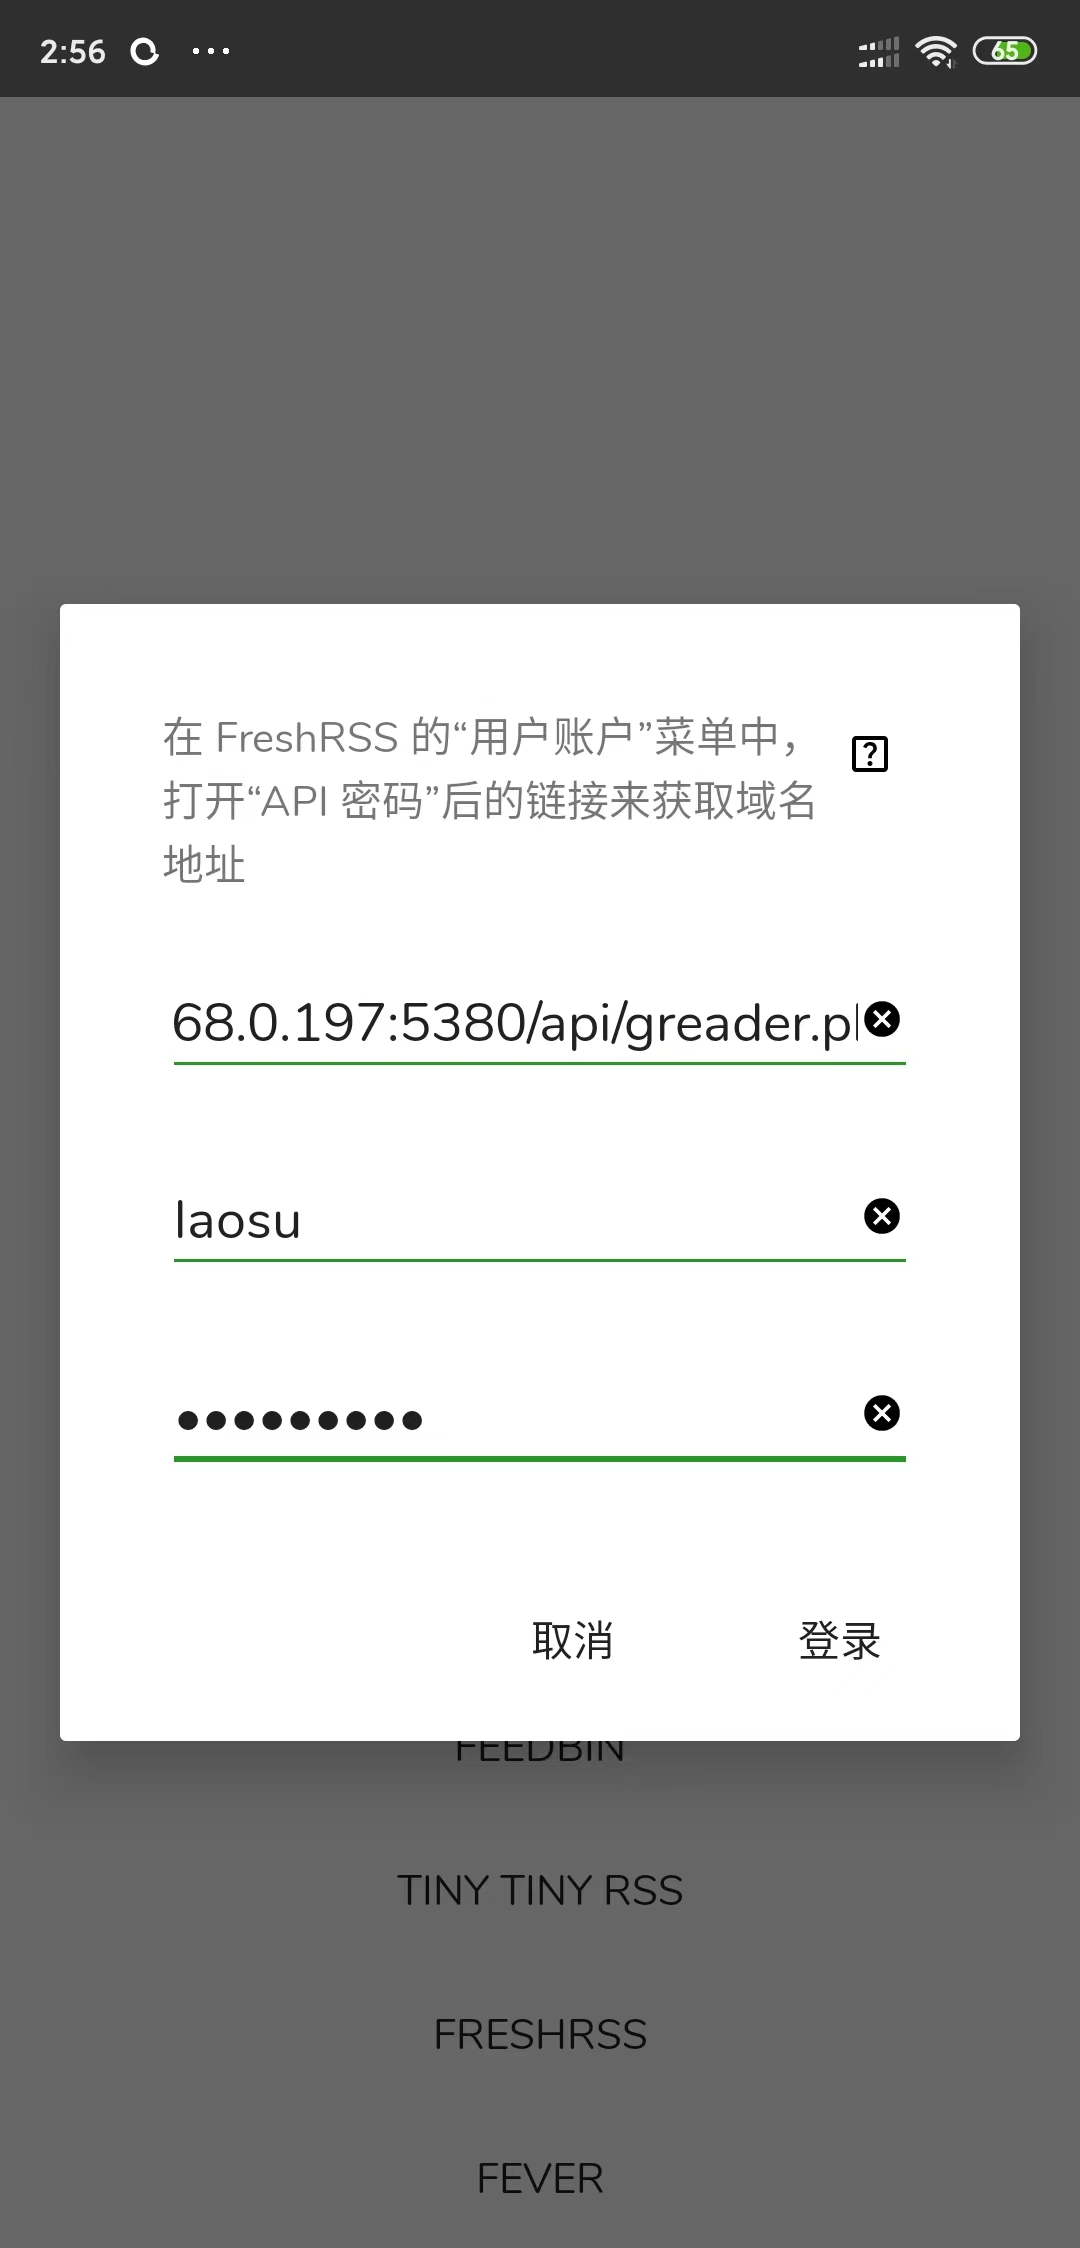 2:56
65
在 FreshRSS 的“用户账户”菜单中，
打开“API 密码”后的链接来获取域名
地址
68.0.197:5380/api/greader.p
laosu
•••••••••
取消
登录
FEEDBIN
TINY TINY RSS
FRESHRSS
FEVER